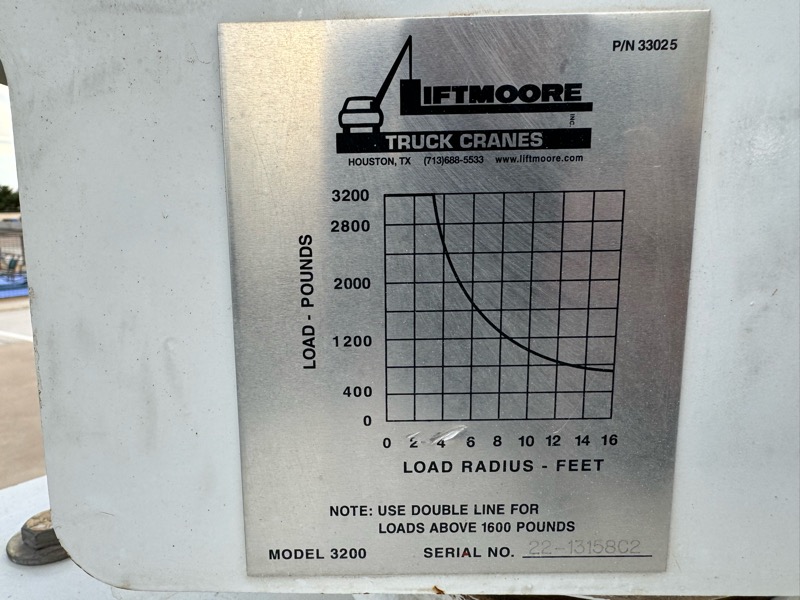 P/N 33025
LIFTMOORE INC.
TRUCK CRANES
HOUSTON, TX (713)688-5533 www.liftmoore.com
LOAD - POUNDS
3200
2800
2000
1200
400
0
0 2 4 6 8 10 12 14 16
LOAD RADIUS - FEET
NOTE: USE DOUBLE LINE FOR
LOADS ABOVE 1600 POUNDS
MODEL 3200 SERIAL NO. 22-13158C2